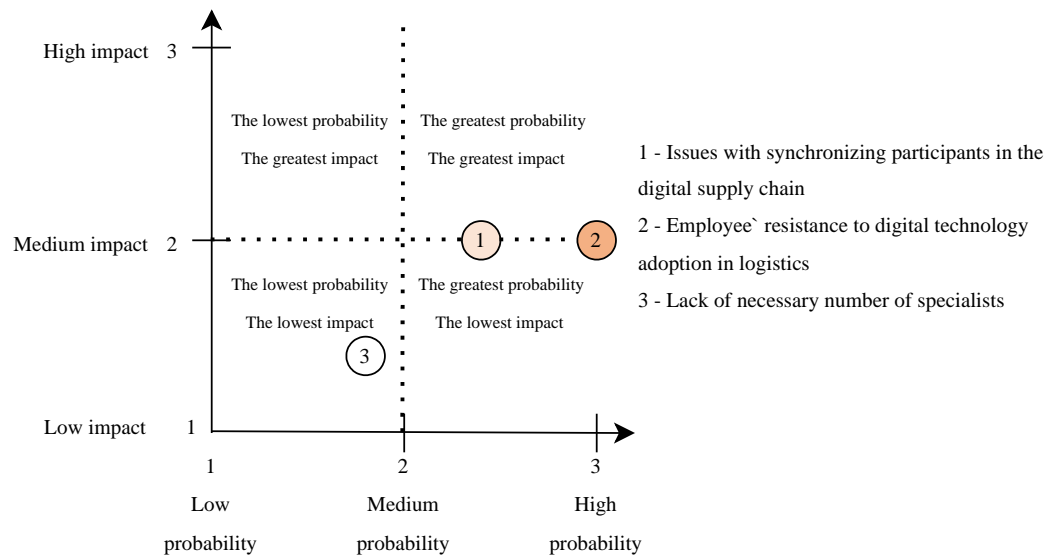 High impact 3
The lowest probability
The greatest impact
The greatest probability
The greatest impact
1 - Issues with synchronizing participants in the
digital supply chain
2 - Employee` resistance to digital technology
adoption in logistics
3 - Lack of necessary number of specialists
Medium impact 2
1
2
The lowest probability
The lowest impact
The greatest probability
The lowest impact
3
Low impact 1
1
Low
probability
2
Medium
probability
3
High
probability